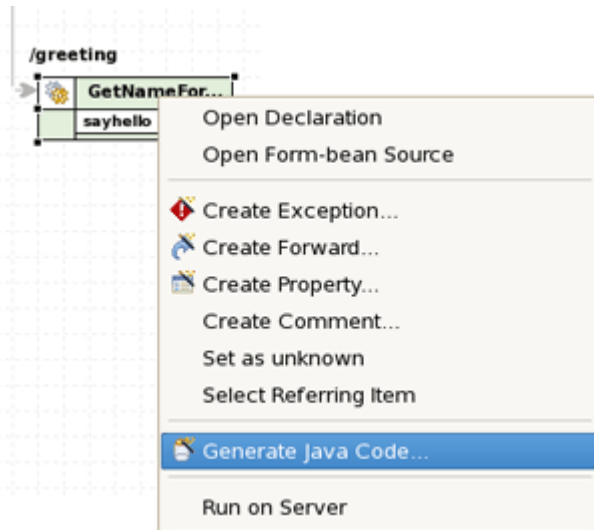 /greeting
GetNameFor...
sayhello
Open Declaration
Open Form-bean Source
Create Exception...
Create Forward...
Create Property...
Create Comment...
Set as unknown
Select Referring Item
Generate Java Code...
Run on Server